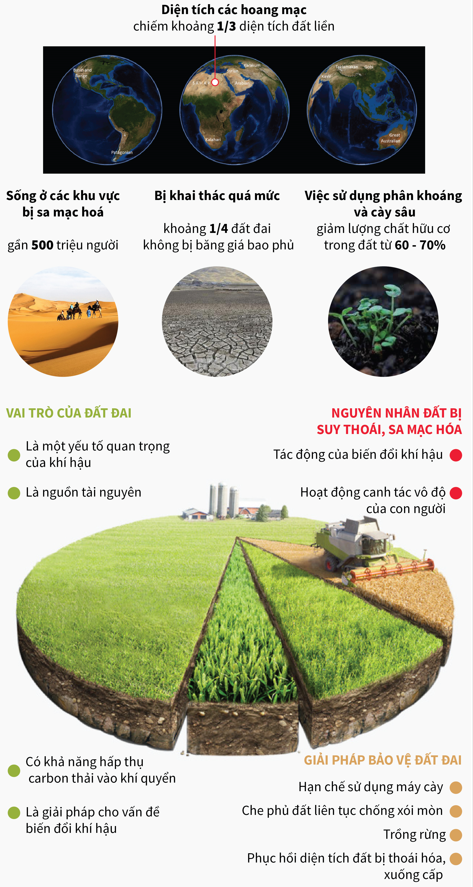 Diện tích các hoang mạc
chiếm khoảng 1/3 diện tích đất liền
Sống ở các khu vực
bị sa mạc hoá
gần 500 triệu người
Bị khai thác quá mức
khoảng 1/4 đất đai
không bị băng giá bao phủ
Việc sử dụng phân khoáng
và cày sâu
giảm lượng chất hữu cơ
trong đất từ 60 - 70%
VAI TRÒ CỦA ĐẤT ĐAI
Là một yếu tố quan trọng
của khí hậu
Là nguồn tài nguyên
NGUYÊN NHÂN ĐẤT BỊ
SUY THOÁI, SA MẠC HÓA
Tác động của biến đổi khí hậu
Hoạt động canh tác vô độ
của con người
Có khả năng hấp thụ
carbon thải vào khí quyển
Là giải pháp cho vấn đề
biến đổi khí hậu
GIẢI PHÁP BẢO VỆ ĐẤT ĐAI
Hạn chế sử dụng máy cày
Che phủ đất liên tục chống xói mòn
Trồng rừng
Phục hồi diện tích đất bị thoái hóa,
xuống cấp